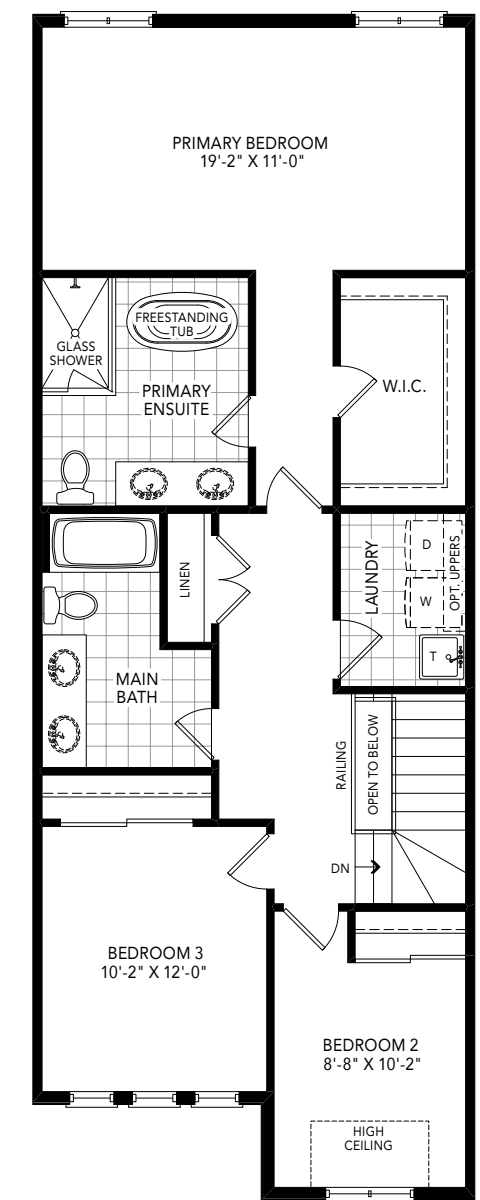 PRIMARY BEDROOM
19'-2" X 11'-0"
GLASS
SHOWER
FREESTANDING
TUB
PRIMARY
ENSUITE
W.I.C.
LINEN
LAUNDRY
D
W
OPT. UPPERS
T
MAIN
BATH
RAILING
OPEN TO BELOW
DN
BEDROOM 3
10'-2" X 12'-0"
BEDROOM 2
8'-8" X 10'-2"
HIGH
CEILING